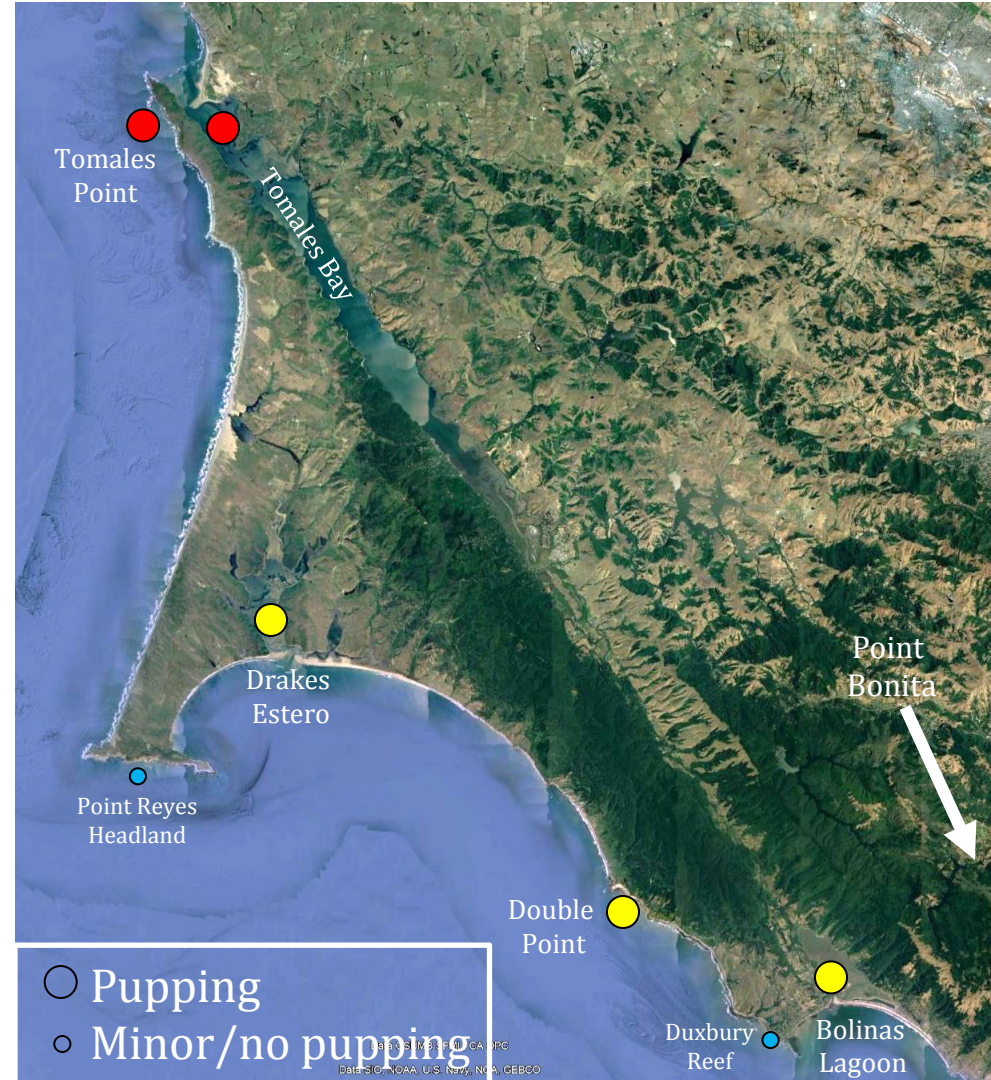 Tomales
Point
Tomales Bay
Point
Bonita
Drakes
Estero
Point Reyes
Headland
Double
Point
Duxbury
Reef
Bolinas
Lagoon
Pupping
Minor/no pupping
Data SIO, NOAA, U.S. Navy, NGA, GEBCO